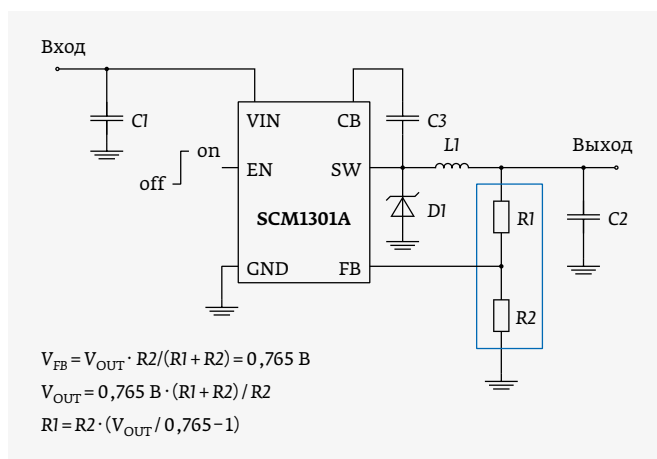 Вход
C1
VIN
CB
C3
on
off
EN
SW
L1
Выход
SCM1301A
D1
R1
C2
GND
FB
R2
V_FB = V_OUT · R2/(R1 + R2) = 0,765 В
V_OUT = 0,765 В · (R1 + R2) / R2
R1 = R2 · (V_OUT / 0,765 − 1)